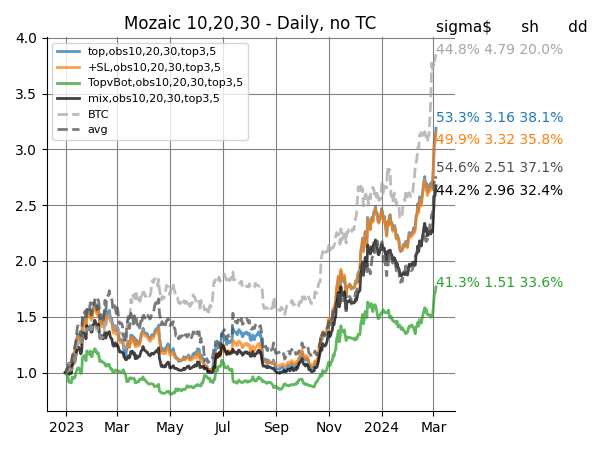 Mozaic 10,20,30 - Daily, no TC
sigma$ sh dd
4.0
3.5
3.0
2.5
2.0
1.5
1.0
top,obs10,20,30,top3,5
+SL,obs10,20,30,top3,5
TopvBot,obs10,20,30,top3,5
mix,obs10,20,30,top3,5
BTC
avg
44.8% 4.79 20.0%
53.3% 3.16 38.1%
49.9% 3.32 35.8%
54.6% 2.51 37.1%
44.2% 2.96 32.4%
41.3% 1.51 33.6%
2023 Mar May Jul Sep Nov 2024 Mar